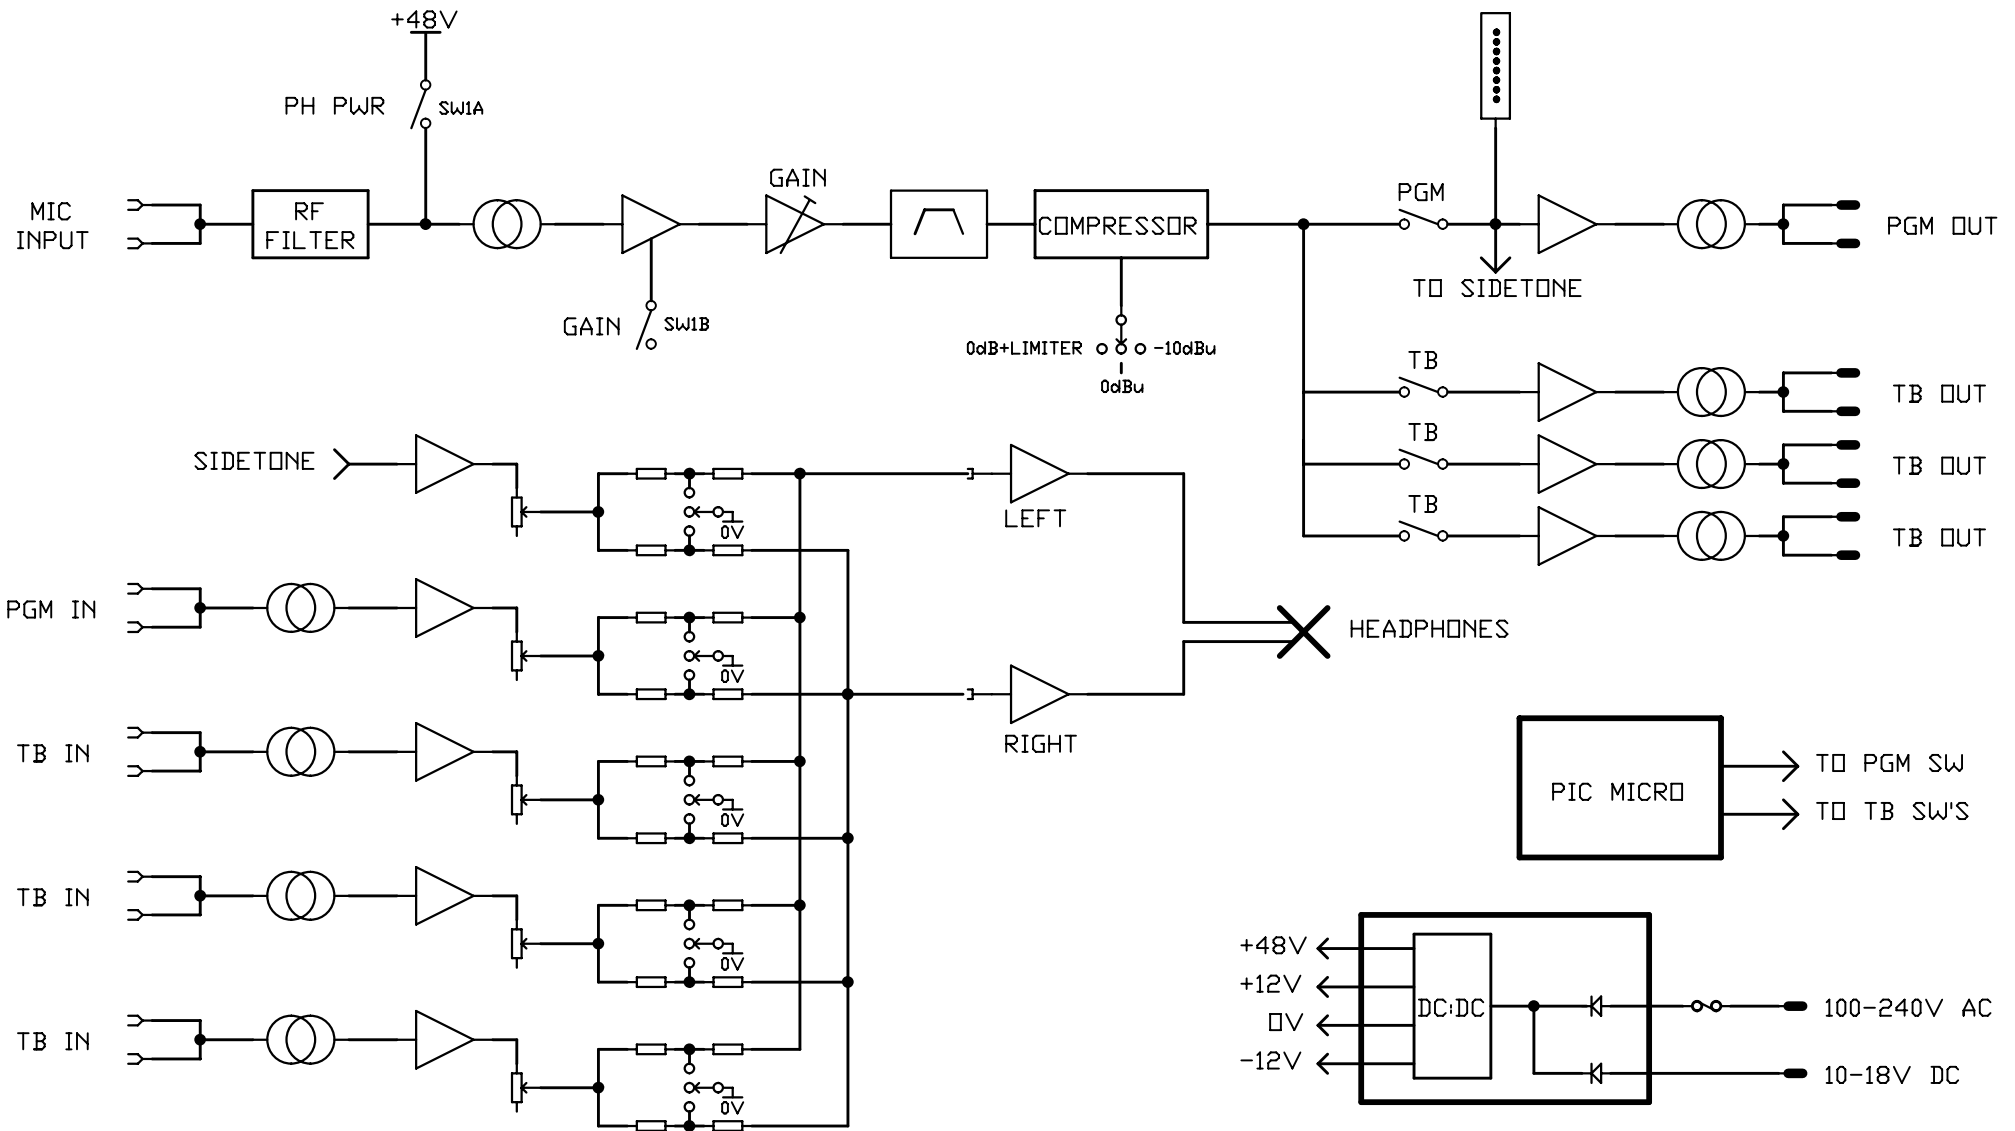 +48V
PH PWR
SW1A
MIC
INPUT
RF
FILTER
GAIN
SW1B
GAIN
COMPRESSOR
0dB+LIMITER
-10dBu
0dBu
PGM
TO SIDETONE
PGM OUT
TB
TB OUT
TB
TB OUT
TB
TB OUT
SIDETONE
0V
LEFT
PGM IN
0V
HEADPHONES
RIGHT
TB IN
0V
TB IN
0V
TB IN
0V
PIC MICRO
TO PGM SW
TO TB SW'S
+48V
+12V
0V
-12V
DC:DC
100-240V AC
10-18V DC